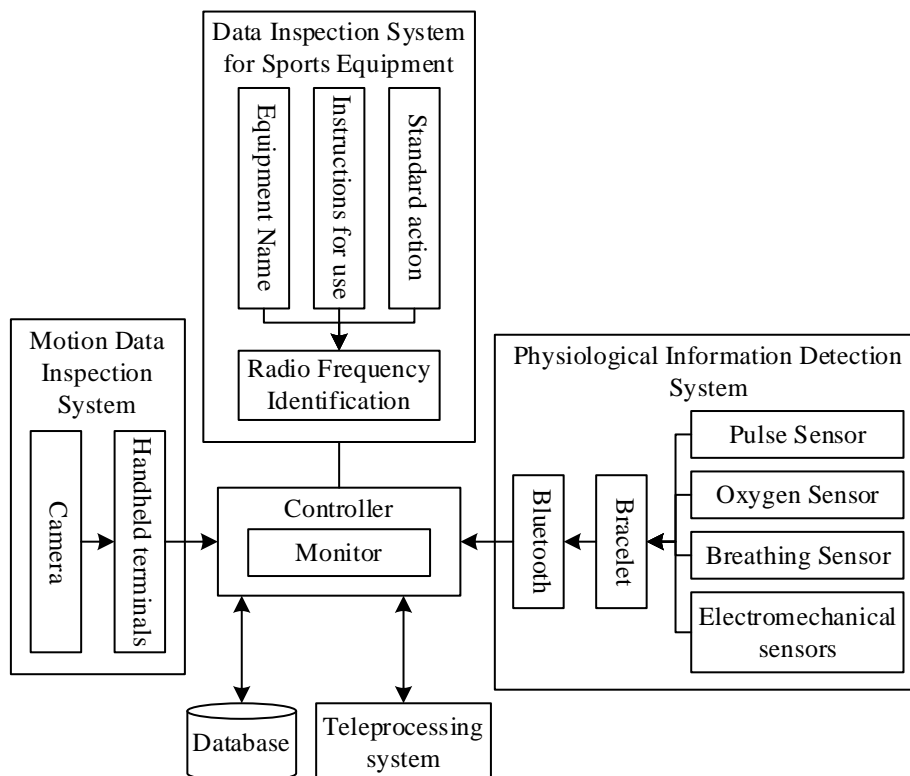 Data Inspection System
for Sports Equipment
Equipment Name
Instructions for use
Standard action
Radio Frequency
Identification
Motion Data
Inspection
System
Camera
Handheld terminals
Controller
Monitor
Physiological Information Detection
System
Bluetooth
Bracelet
Pulse Sensor
Oxygen Sensor
Breathing Sensor
Electromechanical
sensors
Database
Teleprocessing
system